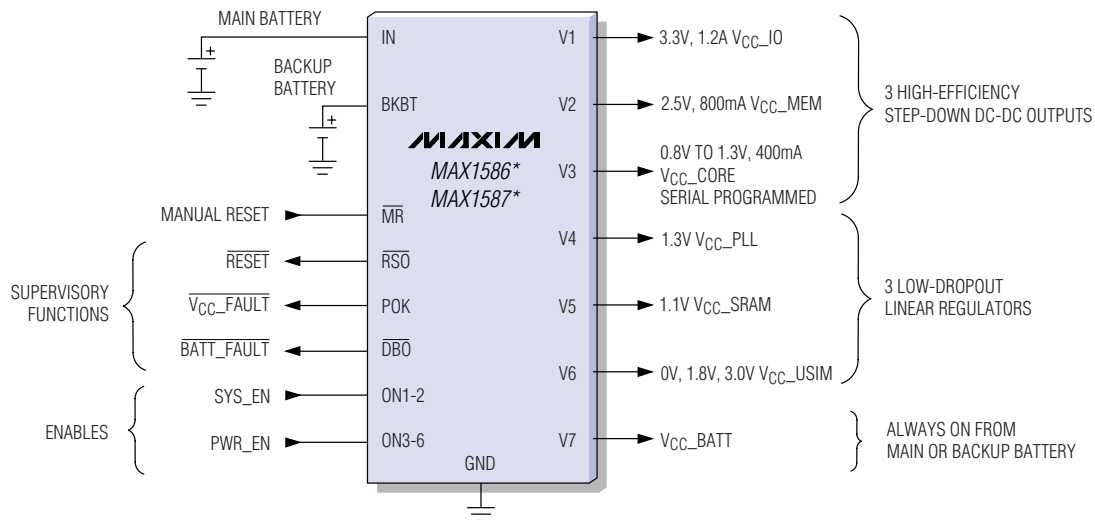 MAIN BATTERY
BACKUP
BATTERY
MANUAL RESET
SUPERVISORY
FUNCTIONS
RESET
VCC_FAULT
BATT_FAULT
ENABLES
SYS_EN
PWR_EN
IN
BKBT
MAXIM
MAX1586*
MAX1587*
MR
RSO
POK
DBO
ON1-2
ON3-6
GND
V1
V2
V3
V4
V5
V6
V7
3.3V, 1.2A VCC_IO
2.5V, 800mA VCC_MEM
0.8V TO 1.3V, 400mA
VCC_CORE
SERIAL PROGRAMMED
1.3V VCC_PLL
1.1V VCC_SRAM
0V, 1.8V, 3.0V VCC_USIM
VCC_BATT
3 HIGH-EFFICIENCY
STEP-DOWN DC-DC OUTPUTS
3 LOW-DROPOUT
LINEAR REGULATORS
ALWAYS ON FROM
MAIN OR BACKUP BATTERY